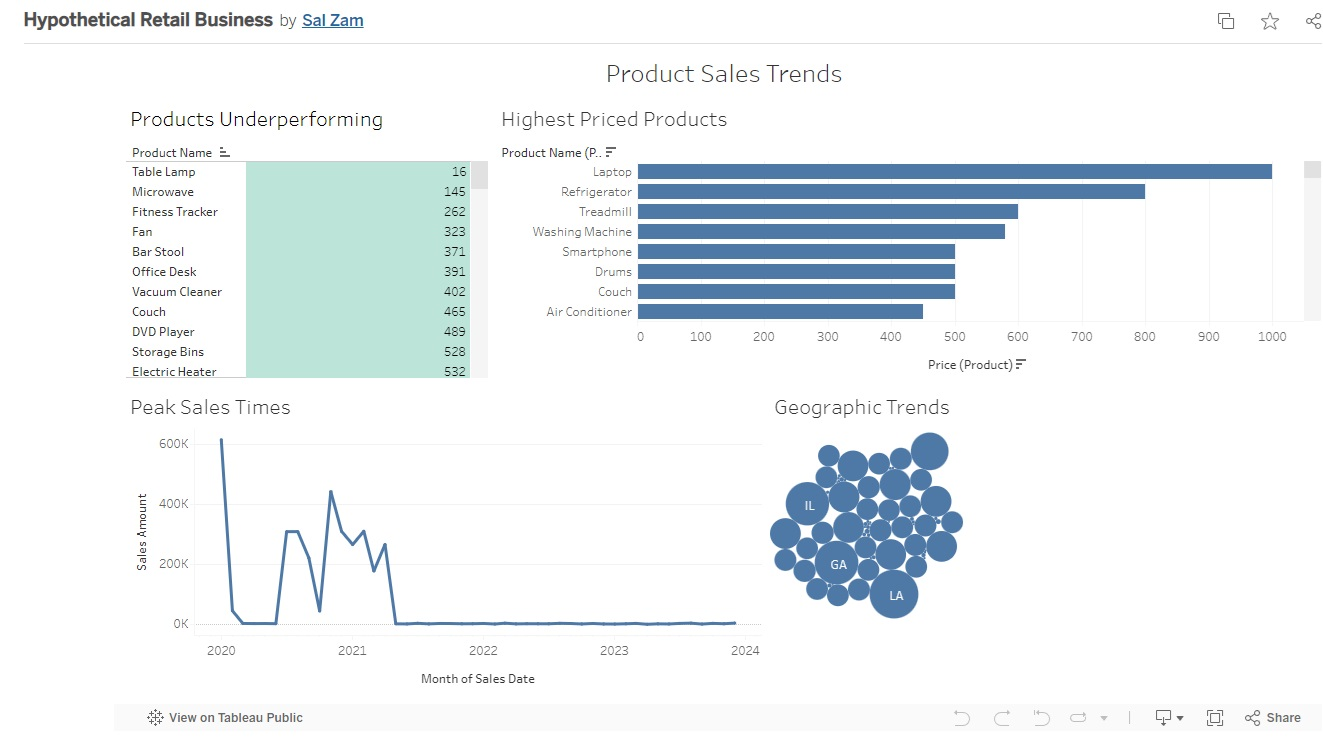 Hypothetical Retail Business by Sal Zam
Product Sales Trends
Products Underperforming
Product Name
Table Lamp 16
Microwave 145
Fitness Tracker 262
Fan 323
Bar Stool 371
Office Desk 391
Vacuum Cleaner 402
Couch 465
DVD Player 489
Storage Bins 528
Electric Heater 532
Highest Priced Products
Product Name (P..
Laptop
Refrigerator
Treadmill
Washing Machine
Smartphone
Drums
Couch
Air Conditioner
0 100 200 300 400 500 600 700 800 900 1000
Price (Product)
Peak Sales Times
Sales Amount
600K
400K
200K
0K
2020 2021 2022 2023 2024
Month of Sales Date
Geographic Trends
IL
GA
LA
View on Tableau Public
Share